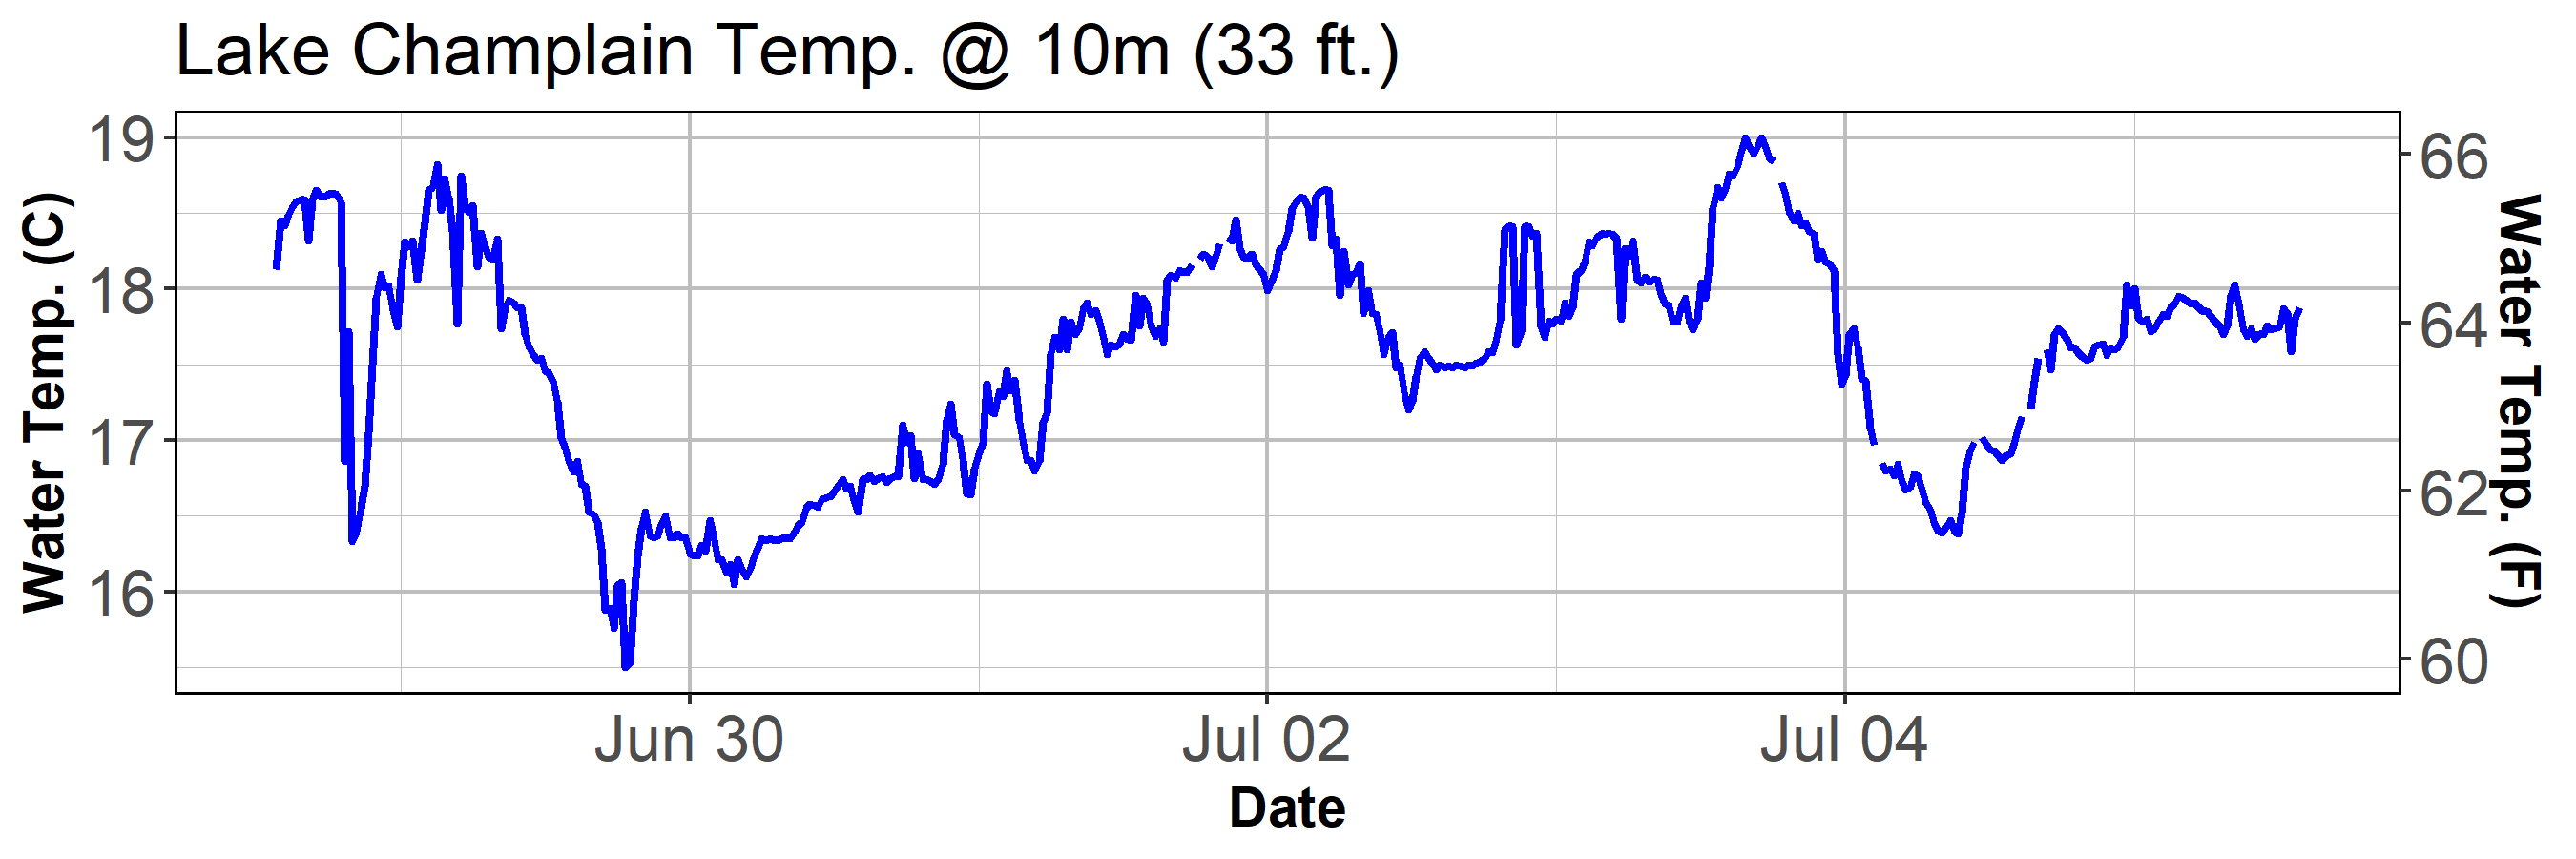 Lake Champlain Temp. @ 10m (33 ft.)
Water Temp. (C)
19
18
17
16
66
64
62
60
Water Temp. (F)
Jun 30
Jul 02
Jul 04
Date